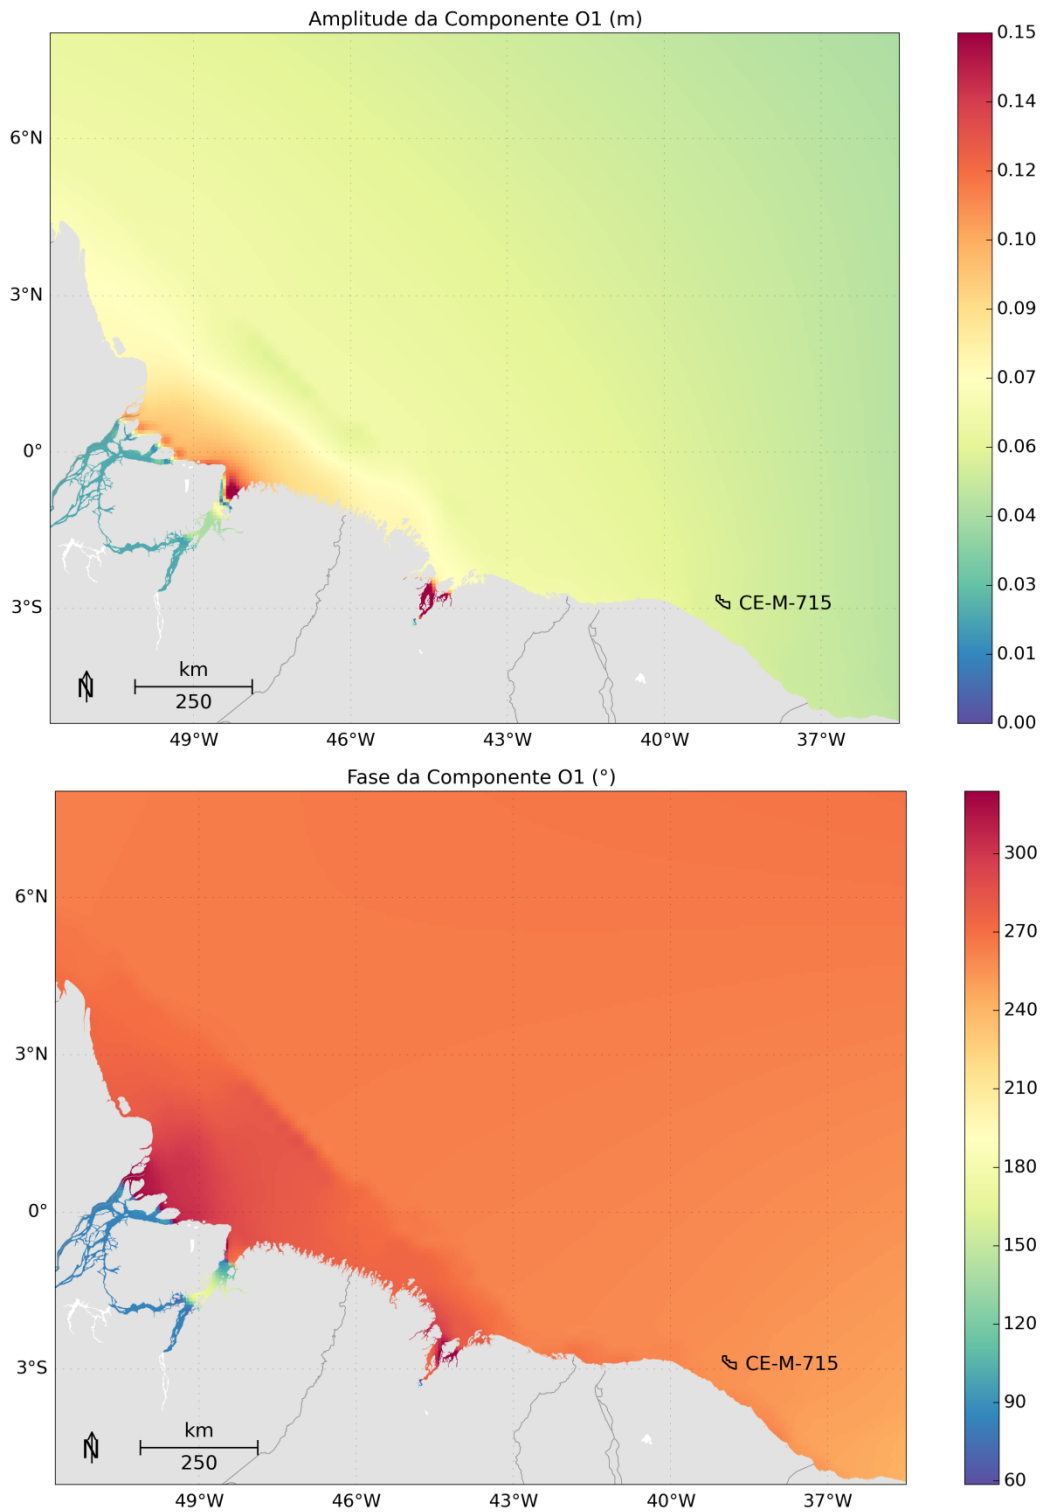 Amplitude da Componente O1 (m)
0.15
0.14
0.12
0.10
0.09
0.07
0.06
0.04
0.03
0.01
0.00
6°N
3°N
0°
3°S
CE-M-715
N
km
250
49°W
46°W
43°W
40°W
37°W
Fase da Componente O1 (°)
300
270
240
210
180
150
120
90
60
6°N
3°N
0°
3°S
CE-M-715
N
km
250
49°W
46°W
43°W
40°W
37°W